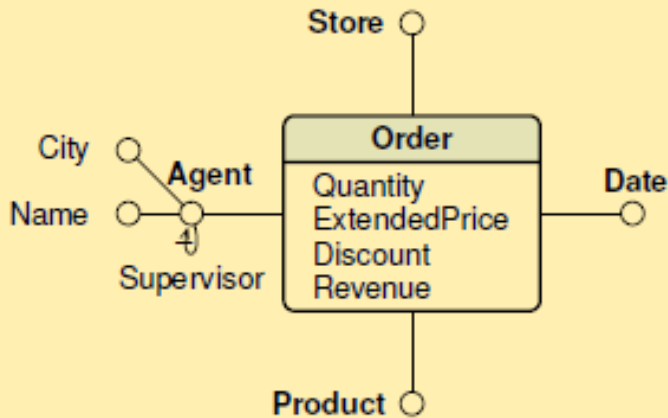 Store
Order
City
Agent
Quantity
Date
Name
ExtendedPrice
Discount
Supervisor
Revenue
Product